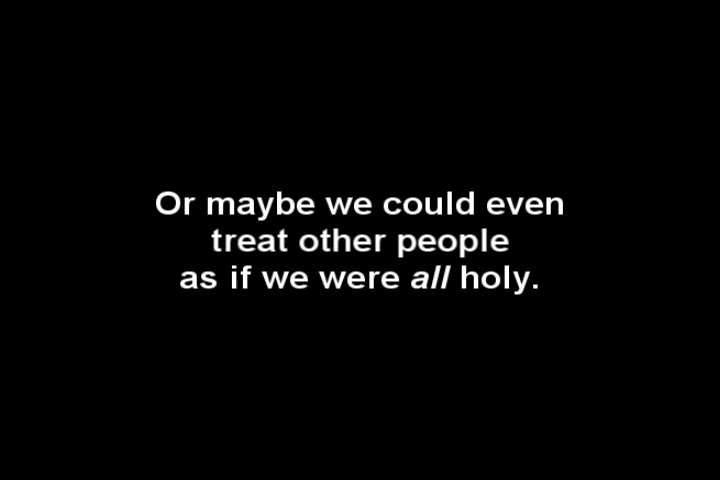 Or maybe we could even
treat other people
as if we were all holy.